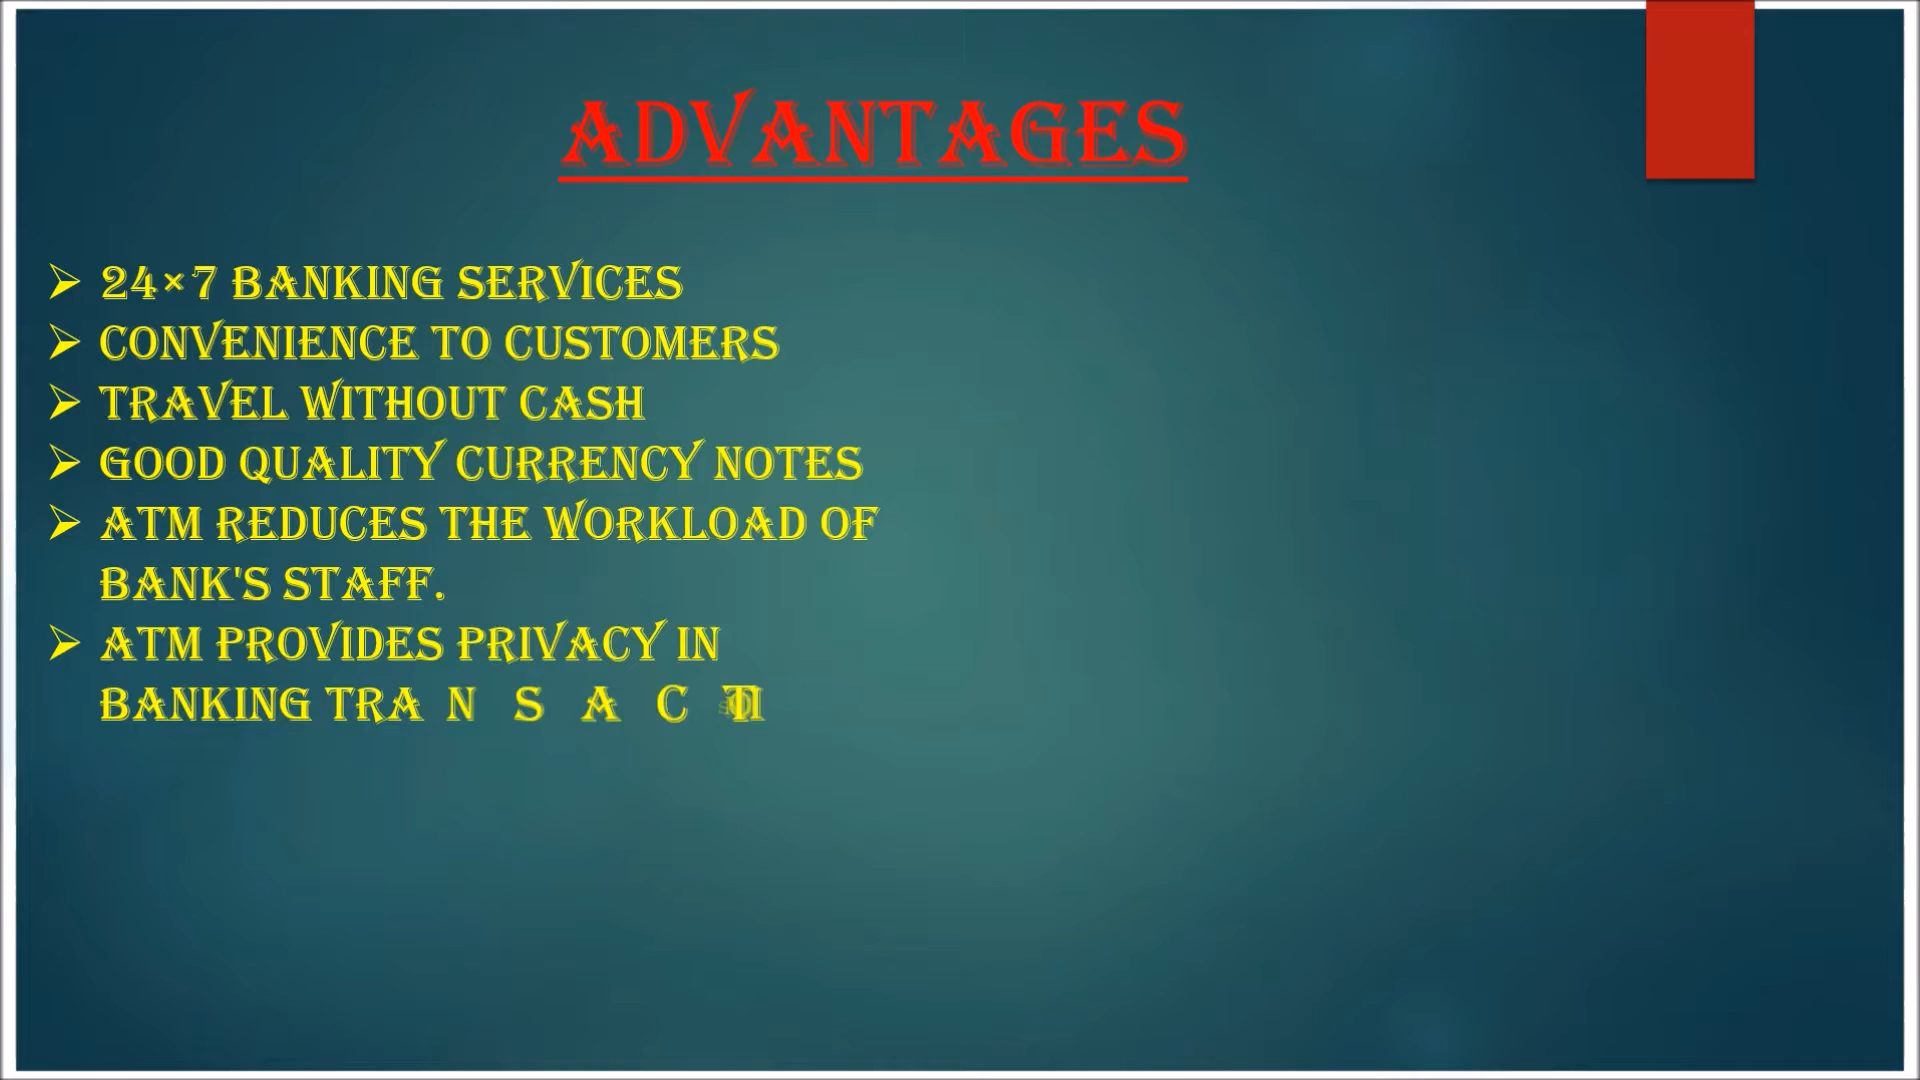 ADVANTAGES
➢ 24×7 BANKING SERVICES
➢ CONVENIENCE TO CUSTOMERS
➢ TRAVEL WITHOUT CASH
➢ GOOD QUALITY CURRENCY NOTES
➢ ATM REDUCES THE WORKLOAD OF
BANK'S STAFF.
➢ ATM PROVIDES PRIVACY IN
BANKING